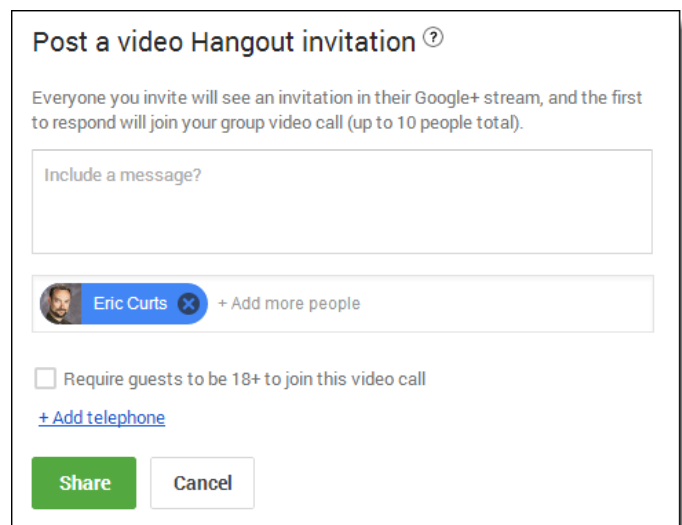 Post a video Hangout invitation ?
Everyone you invite will see an invitation in their Google+ stream, and the first
to respond will join your group video call (up to 10 people total).
Include a message?
Eric Curts + Add more people
Require guests to be 18+ to join this video call
+ Add telephone
Share Cancel